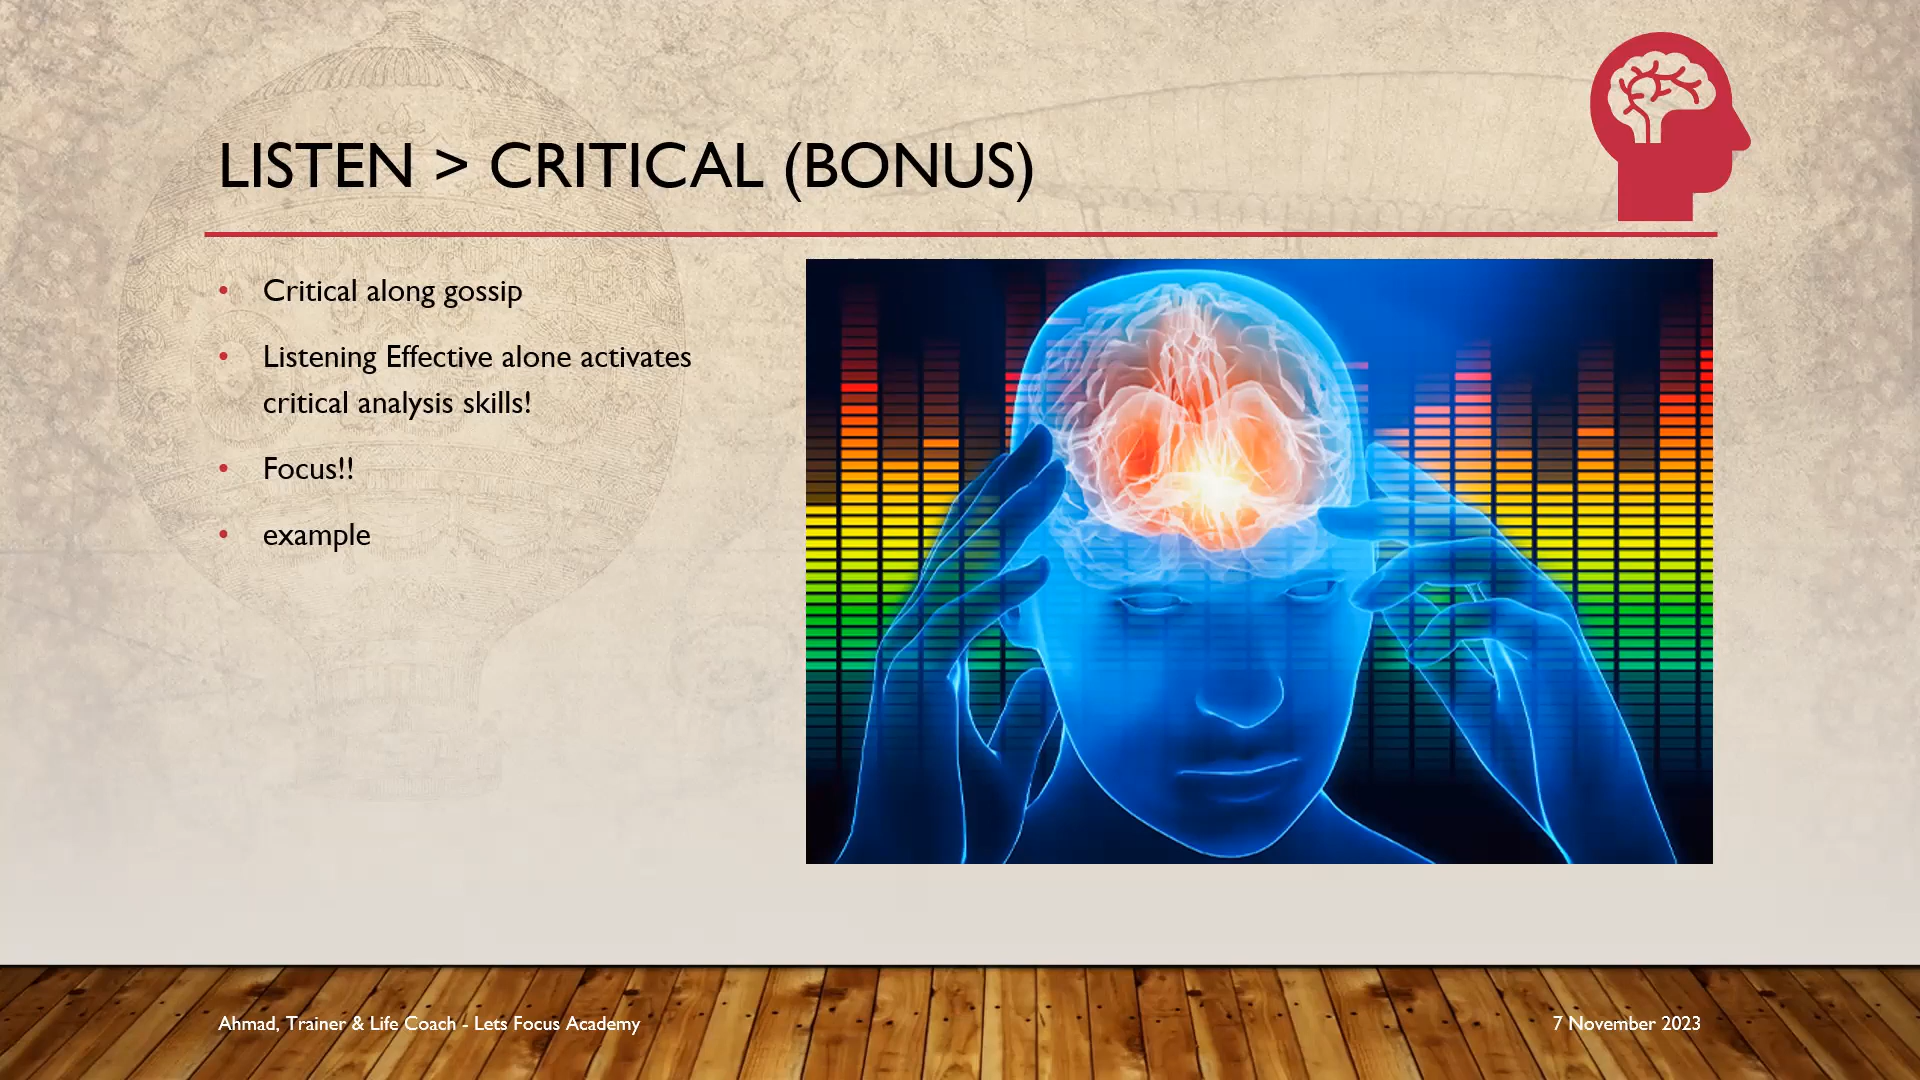 LISTEN > CRITICAL (BONUS)
• Critical along gossip
• Listening Effective alone activates
critical analysis skills!
• Focus!!
• example
Ahmad, Trainer & Life Coach - Lets Focus Academy
7 November 2023